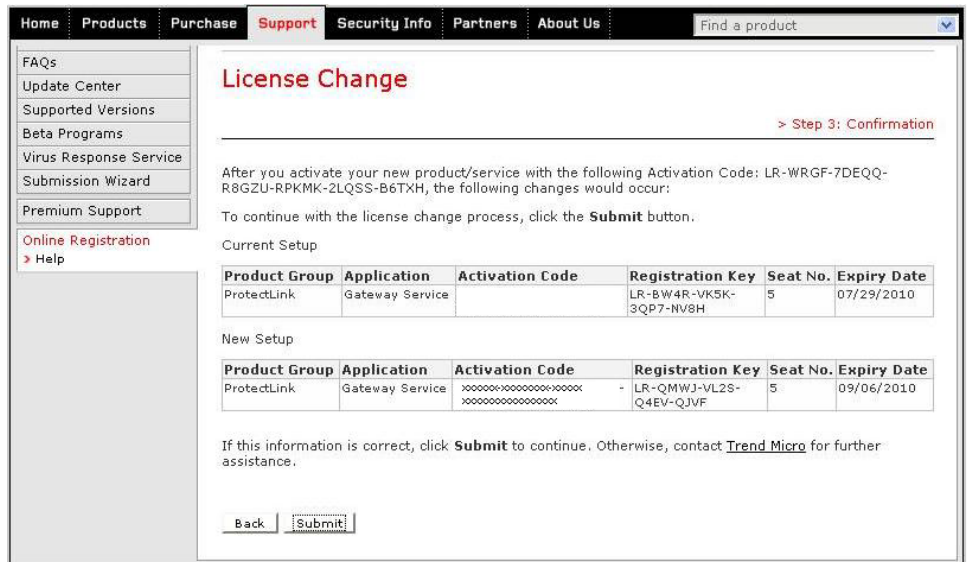 Home Products Purchase Support Security Info Partners About Us Find a product
FAQs
Update Center
Supported Versions
Beta Programs
Virus Response Service
Submission Wizard
Premium Support
Online Registration
> Help
License Change
> Step 3: Confirmation
After you activate your new product/service with the following Activation Code: LR-WRGF-7DEQQ-
R8GZU-RPKMK-2LQSS-B6TXH, the following changes would occur:
To continue with the license change process, click the Submit button.
Current Setup
Product Group Application Activation Code Registration Key Seat No. Expiry Date
ProtectLink Gateway Service LR-BW4R-VK5K- 5 07/29/2010
3QP7-NV8H
New Setup
Product Group Application Activation Code Registration Key Seat No. Expiry Date
ProtectLink Gateway Service - LR-QMWJ-VL2S- 5 09/06/2010
Q4EV-QJVF
If this information is correct, click Submit to continue. Otherwise, contact Trend Micro for further
assistance.
Back Submit